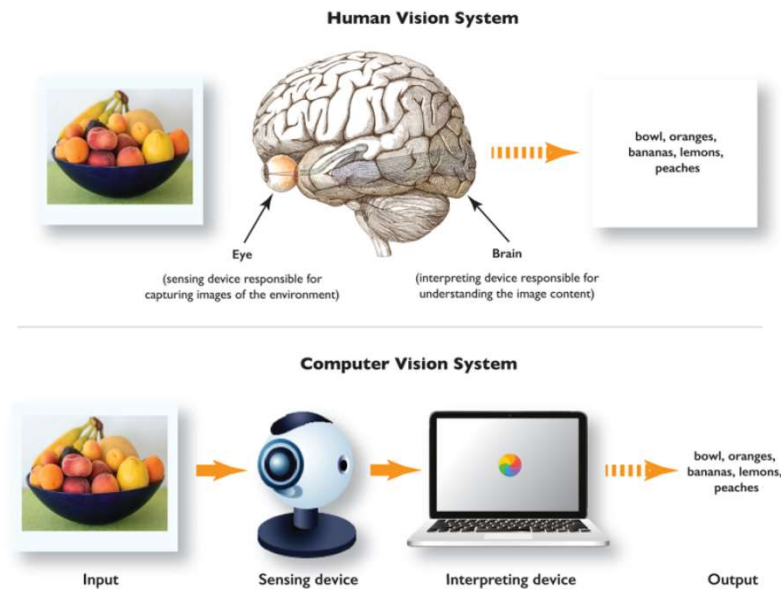 Human Vision System
bowl, oranges,
bananas, lemons,
peaches
Eye
(sensing device responsible for
capturing images of the environment)
Brain
(interpreting device responsible for
understanding the image content)
Computer Vision System
bowl, oranges,
bananas, lemons,
peaches
Input
Sensing device
Interpreting device
Output